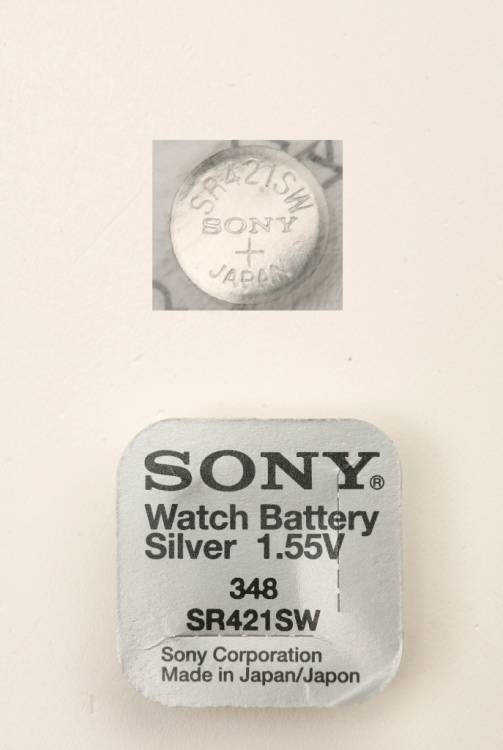 SR421SW
SONY
+
JAPAN
SONY®
Watch Battery
Silver 1.55V
348
SR421SW
Sony Corporation
Made in Japan/Japon